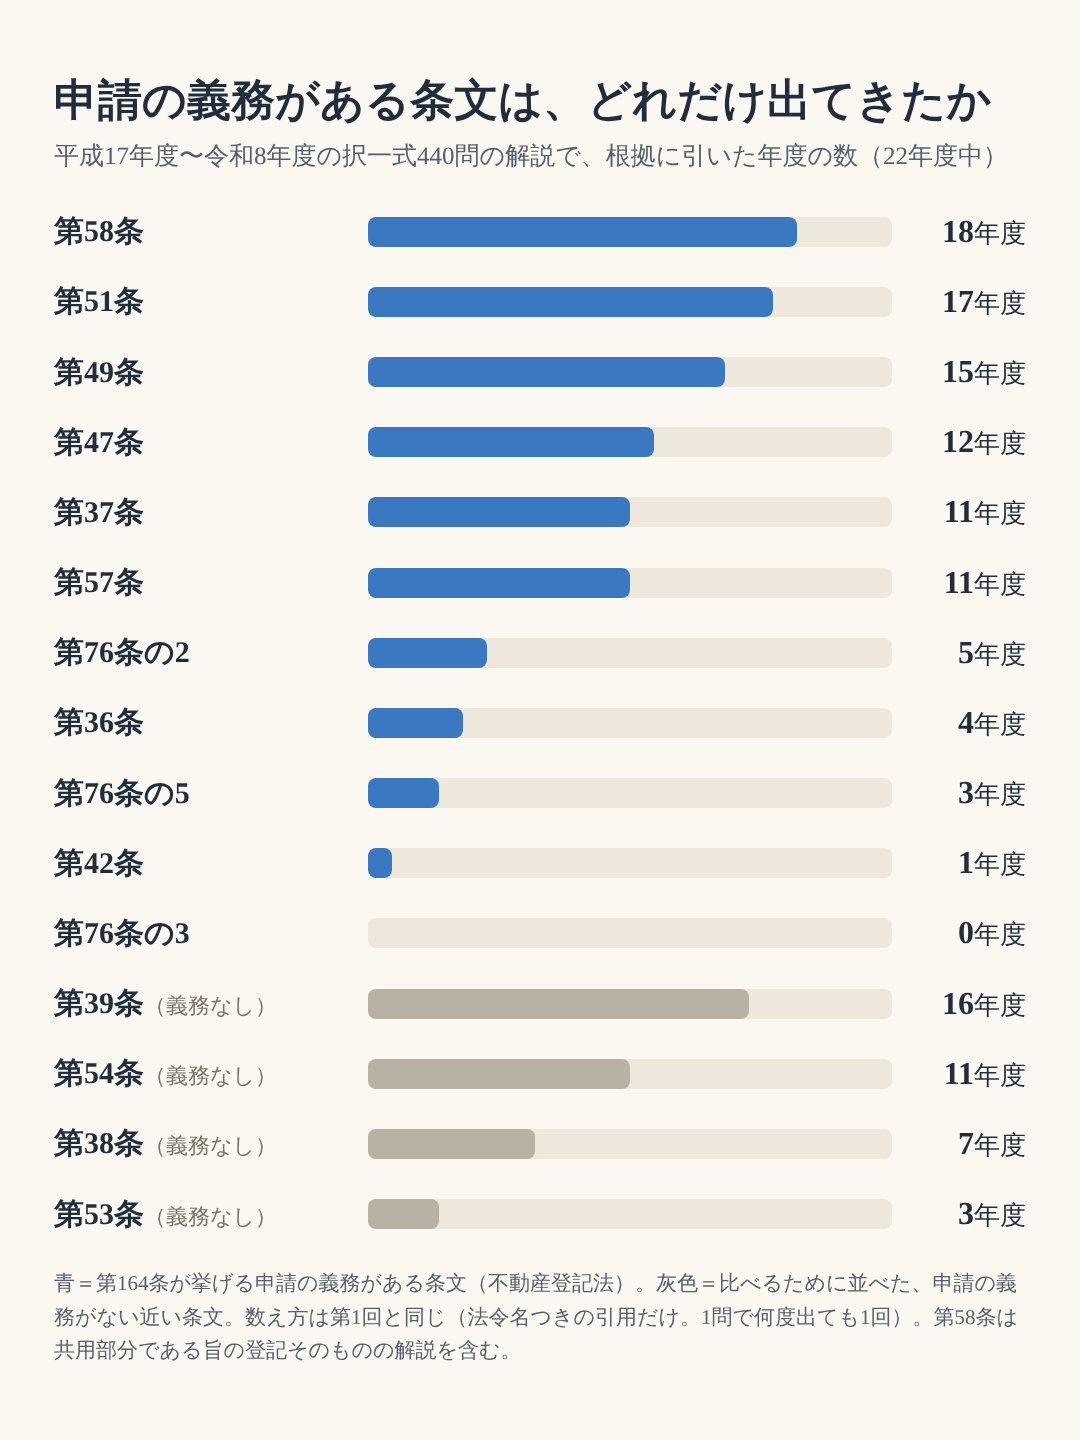 申請の義務がある条文は、どれだけ出てきたか
平成17年度〜令和8年度の択一式440問の解説で、根拠に引いた年度の数（22年度中）
第58条 18年度
第51条 17年度
第49条 15年度
第47条 12年度
第37条 11年度
第57条 11年度
第76条の2 5年度
第36条 4年度
第76条の5 3年度
第42条 1年度
第76条の3 0年度
第39条（義務なし） 16年度
第54条（義務なし） 11年度
第38条（義務なし） 7年度
第53条（義務なし） 3年度
青＝第164条が挙げる申請の義務がある条文（不動産登記法）。灰色＝比べるために並べた、申請の義
務がない近い条文。数え方は第1回と同じ（法令名つきの引用だけ。1問で何度出ても1回）。第58条は
共用部分である旨の登記そのものの解説を含む。